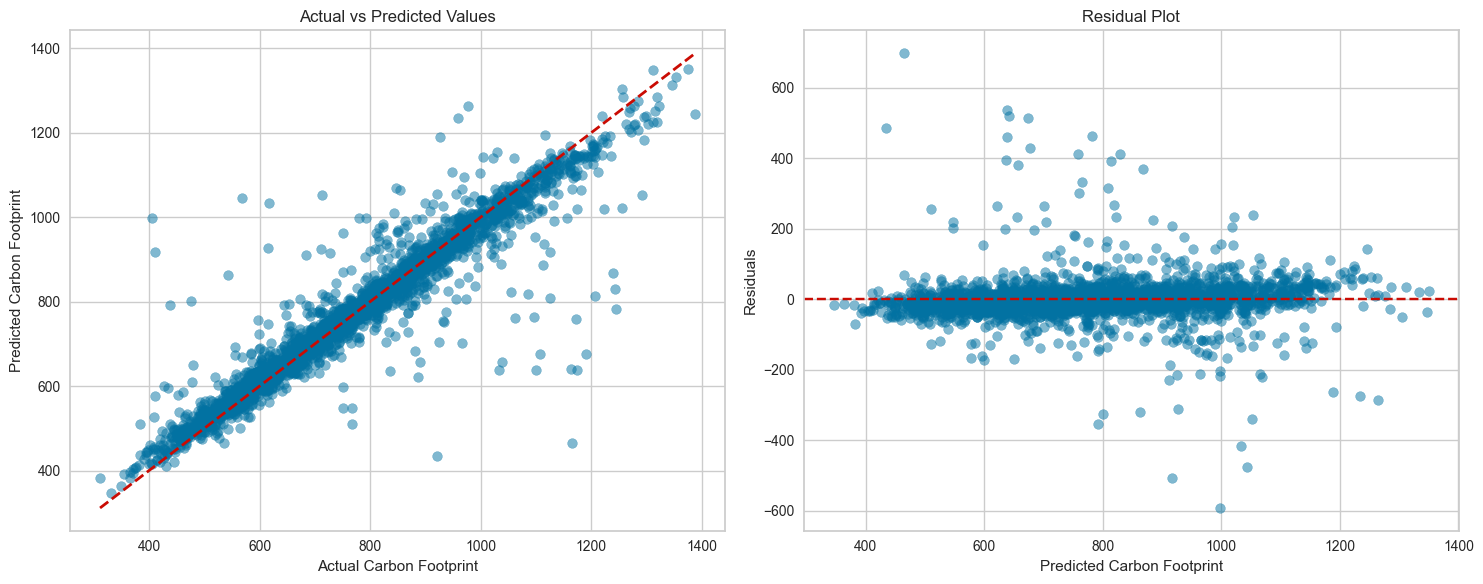 Actual vs Predicted Values
1400
1200
1000
800
600
400
Predicted Carbon Footprint
400 600 800 1000 1200 1400
Actual Carbon Footprint
Residual Plot
600
400
200
0
−200
−400
−600
Residuals
400 600 800 1000 1200 1400
Predicted Carbon Footprint